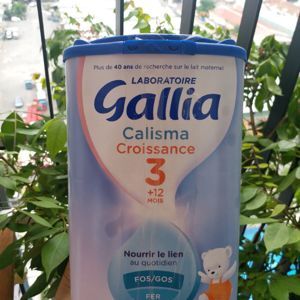 Plus de 40 ans de recherche sur le lait maternel
LABORATOIRE
Gallia
Calisma
Croissance
3
+12
MOIS
Nourrir le lien
au quotidien
FOS/GOS
FER